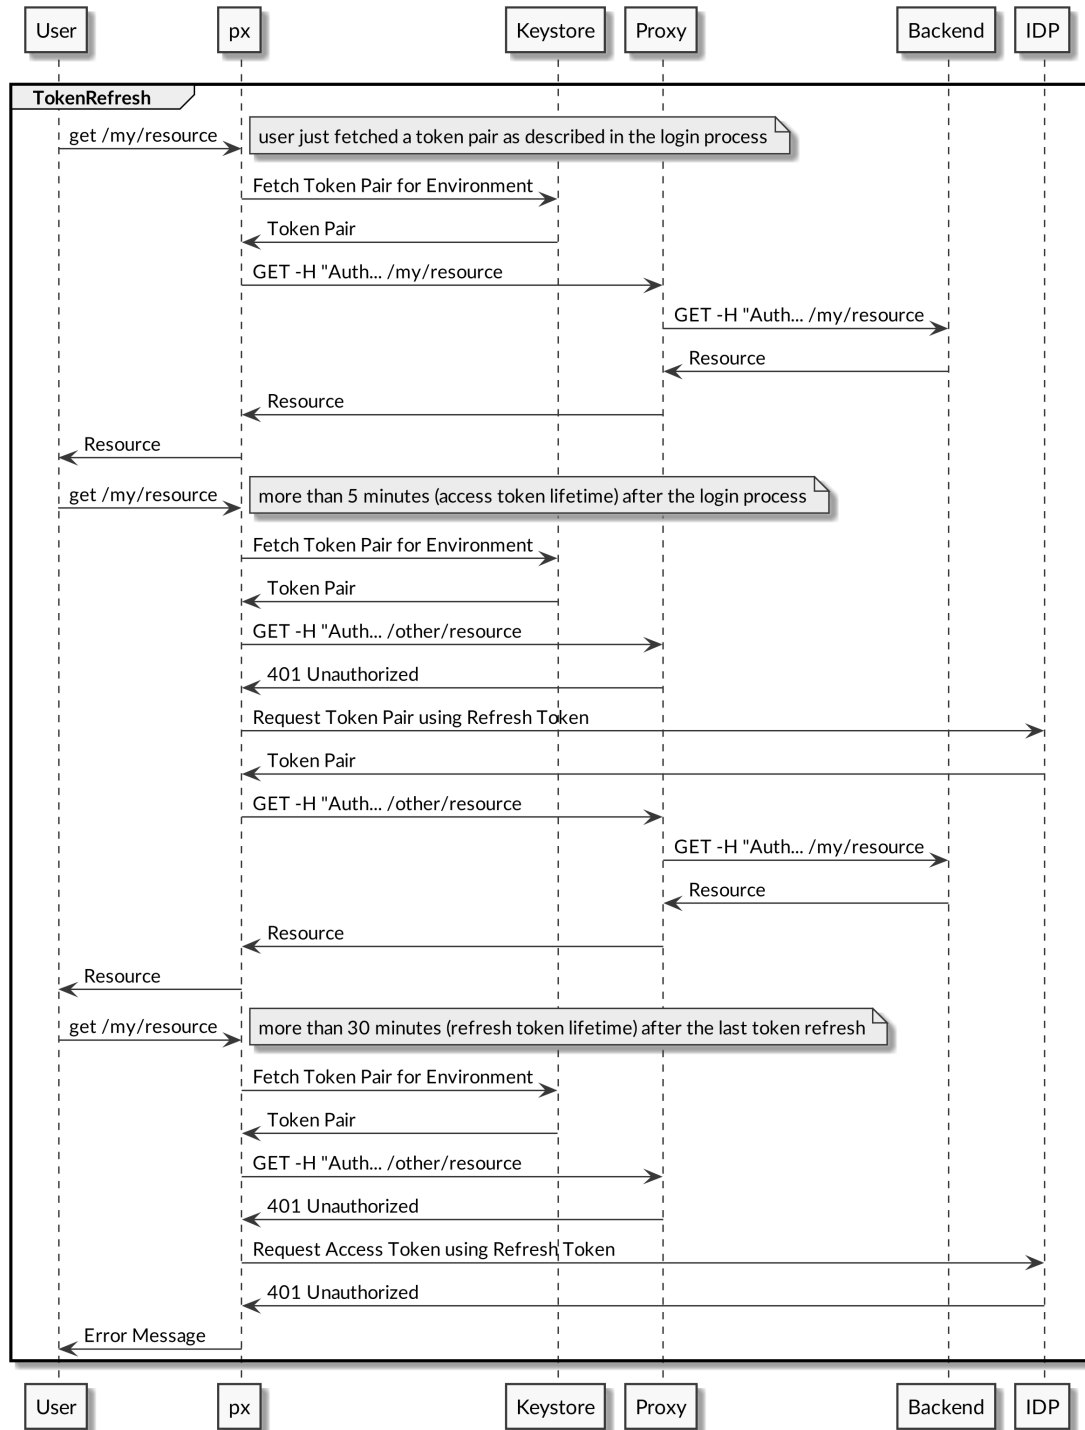 User px Keystore Proxy Backend IDP
TokenRefresh
get /my/resource
user just fetched a token pair as described in the login process
Fetch Token Pair for Environment
Token Pair
GET -H "Auth... /my/resource
GET -H "Auth... /my/resource
Resource
Resource
Resource
get /my/resource
more than 5 minutes (access token lifetime) after the login process
Fetch Token Pair for Environment
Token Pair
GET -H "Auth... /other/resource
401 Unauthorized
Request Token Pair using Refresh Token
Token Pair
GET -H "Auth... /other/resource
GET -H "Auth... /my/resource
Resource
Resource
Resource
get /my/resource
more than 30 minutes (refresh token lifetime) after the last token refresh
Fetch Token Pair for Environment
Token Pair
GET -H "Auth... /other/resource
401 Unauthorized
Request Access Token using Refresh Token
401 Unauthorized
Error Message
User px Keystore Proxy Backend IDP